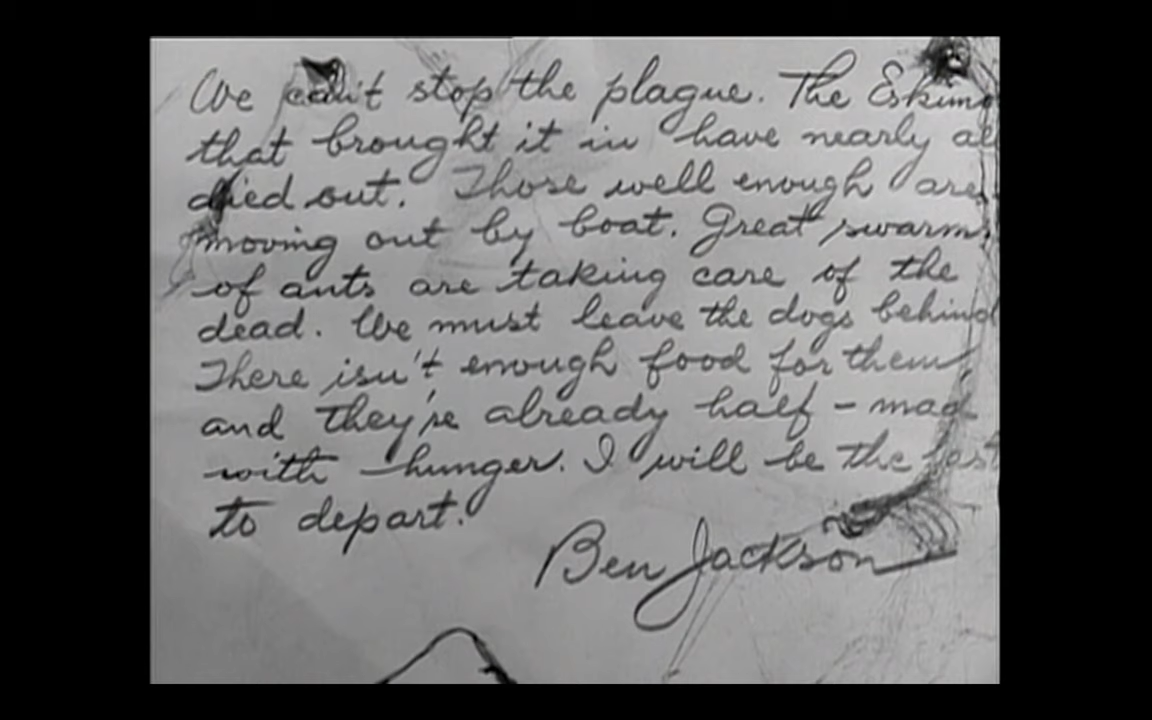 We can't stop the plague. The Eskimo
that brought it in have nearly al
died out. Those well enough are
moving out by boat. Great swarm
of ants are taking care of the
dead. We must leave the dogs behind
There isn't enough food for them,
and they're already half-mad
with hunger. I will be the last
to depart.
Ben Jackson